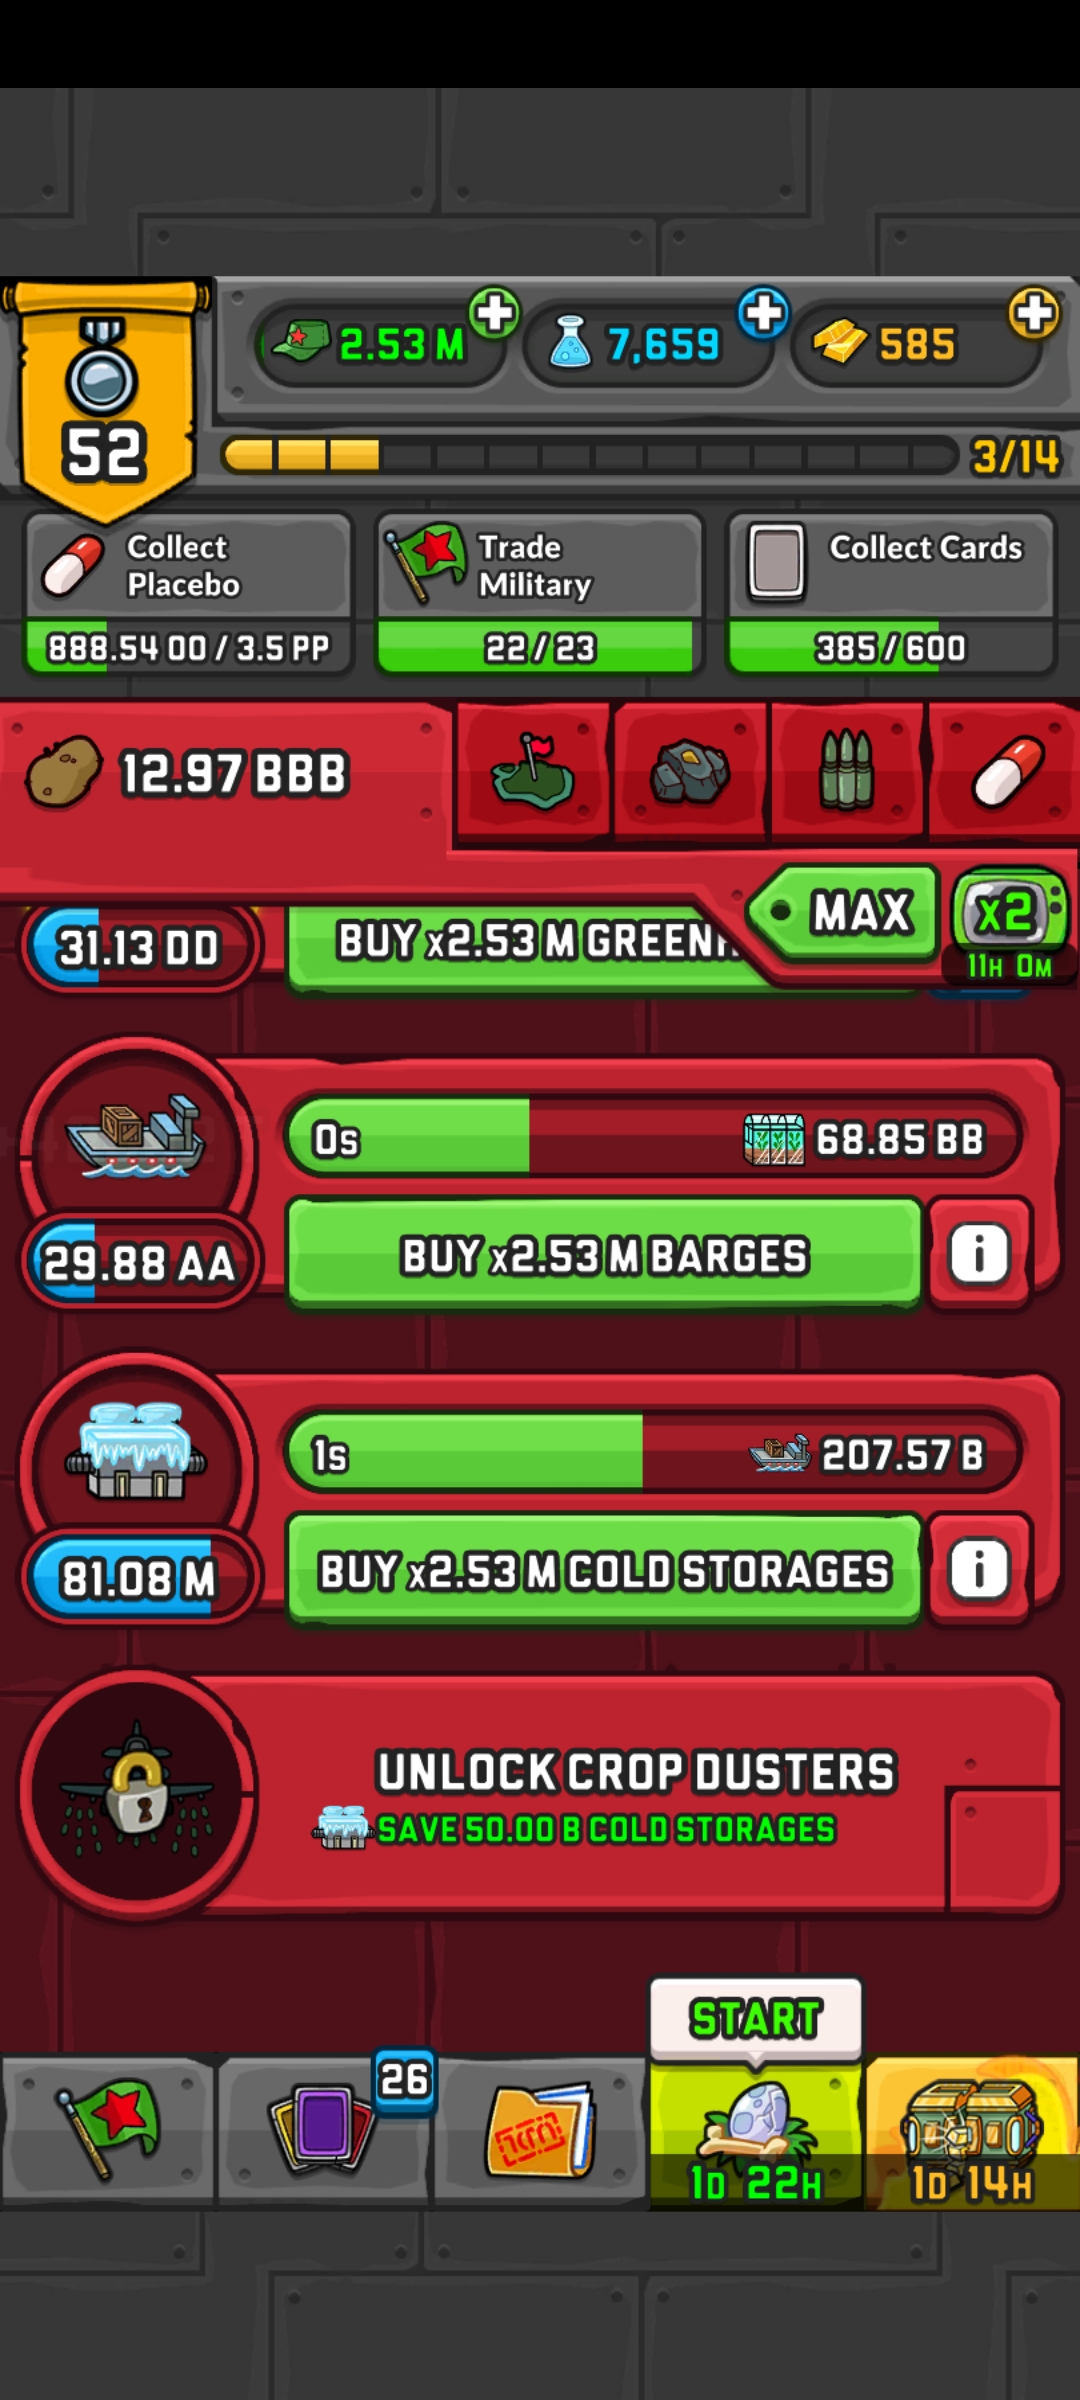 2.53 M
7,659
585
52
3/14
Collect
Placebo
Trade
Military
Collect Cards
888.54 OO / 3.5 PP
22 / 23
385 / 600
12.97 BBB
MAX
x2
11H 0M
31.13 DD
BUY x2.53 M
0s
68.85 BB
29.88 AA
BUY x2.53 M BARGES
i
1s
207.57 B
81.08 M
BUY x2.53 M COLD STORAGES
i
UNLOCK CROP DUSTERS
SAVE 50.00 B COLD STORAGES
START
26
1D 22H
1D 14H